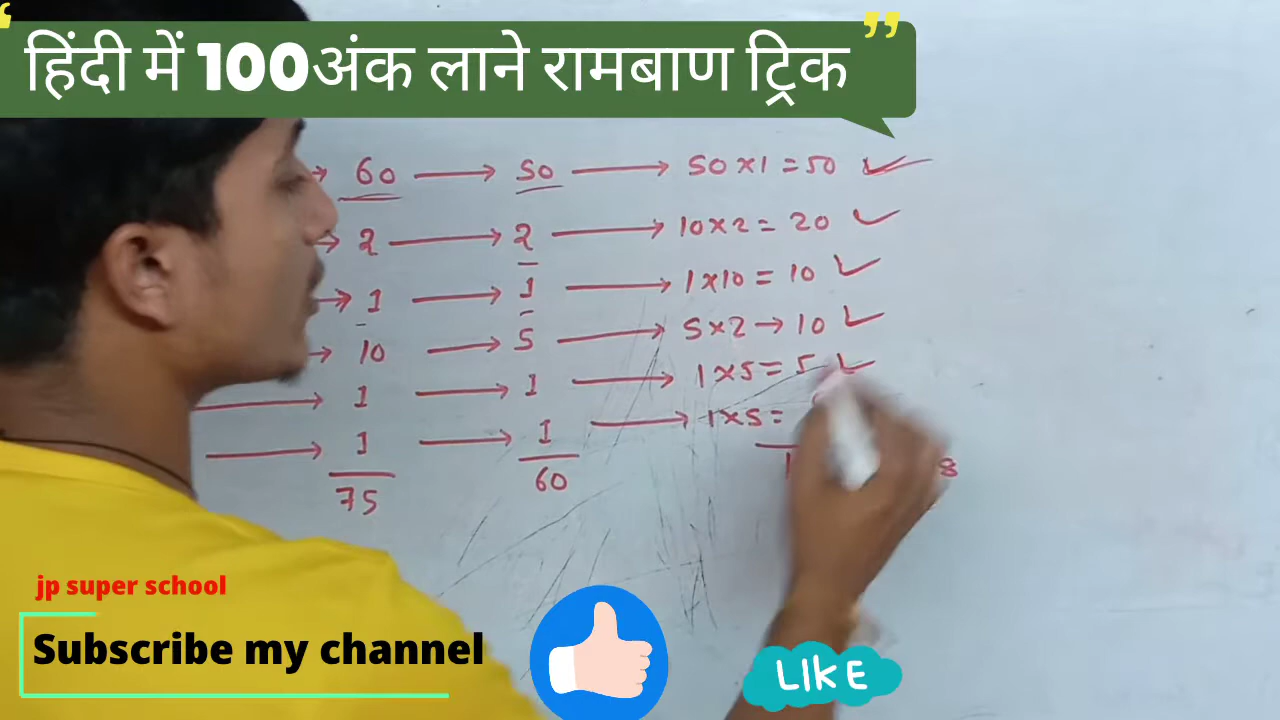 “ हिंदी में 100अंक लाने रामबाण ट्रिक ”
→ 60 → 50 → 50×1=50 ✓
→ 2 → 2 → 10×2= 20 ✓
→ 1 → 1 → 1×10 = 10 ✓
→ 10 → 5 → 5×2→10 ✓
→ 1 → 1 → 1×5=5 ✓
→ 1 → 1 → 1×5=
75 60 8
jp super school
Subscribe my channel
LIKE